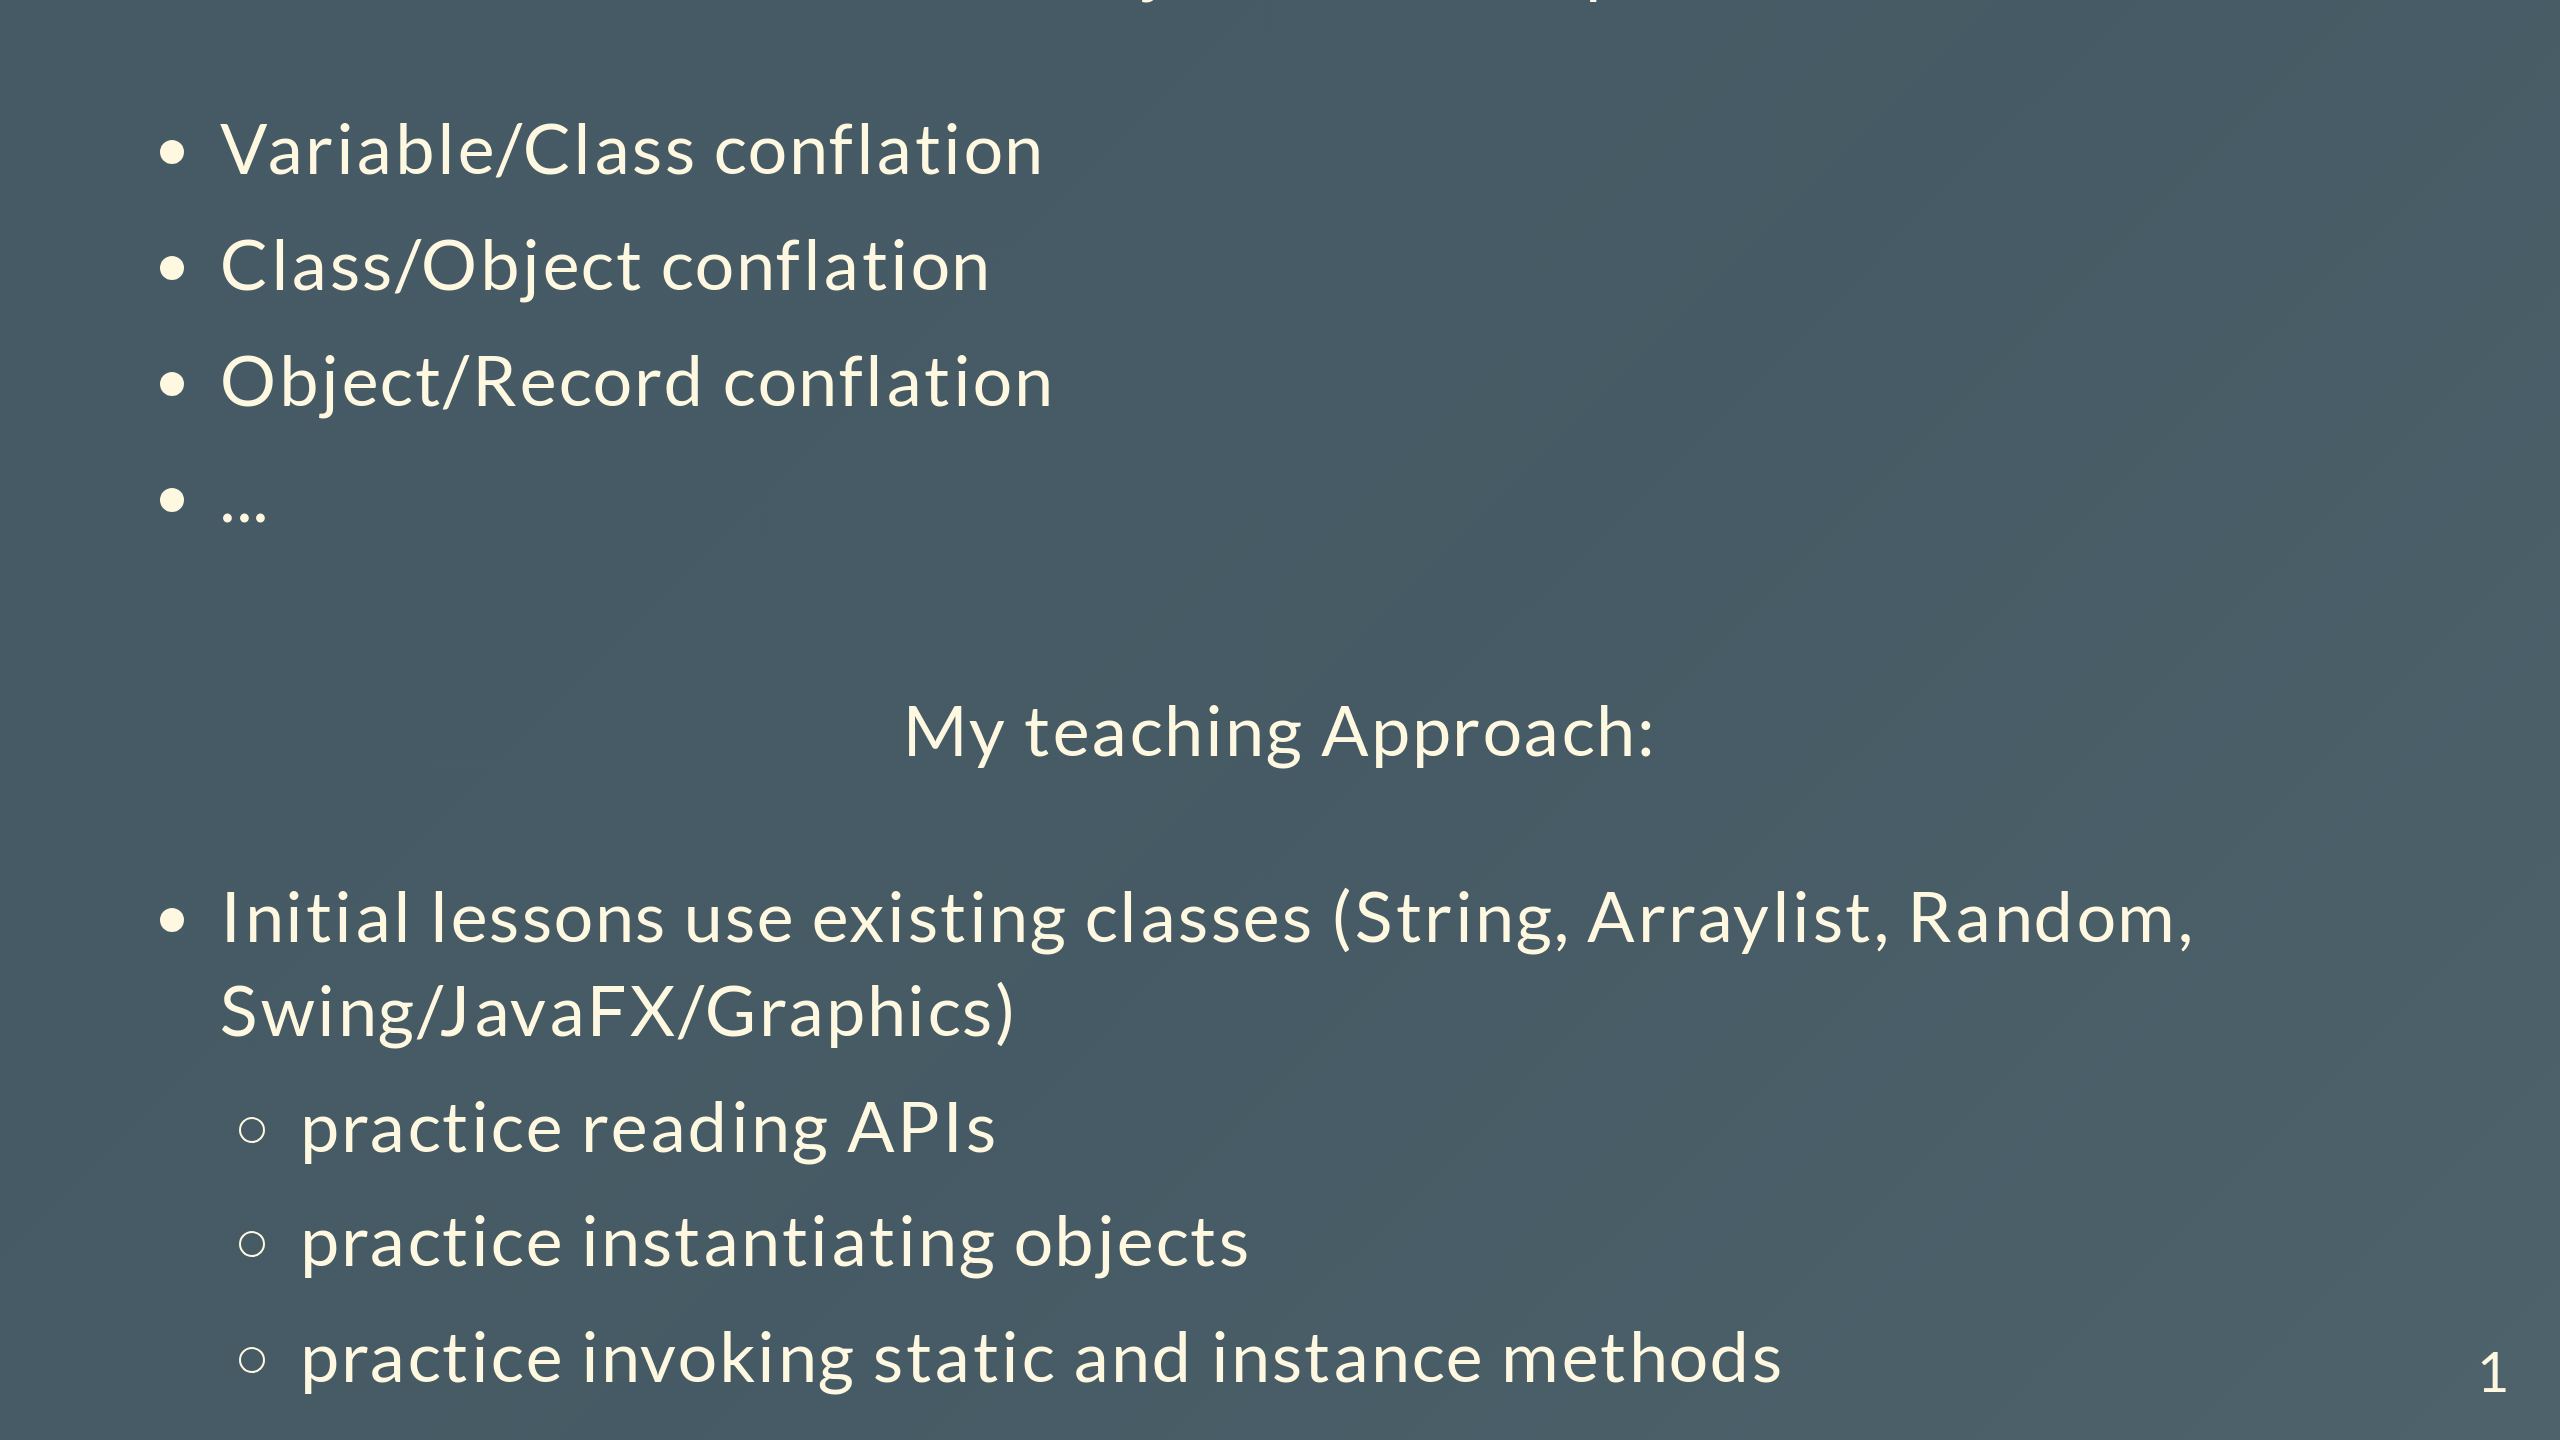 Variable/Class conflation
Class/Object conflation
Object/Record conflation
...
My teaching Approach:
Initial lessons use existing classes (String, Arraylist, Random,
Swing/JavaFX/Graphics)
practice reading APIs
practice instantiating objects
practice invoking static and instance methods
1